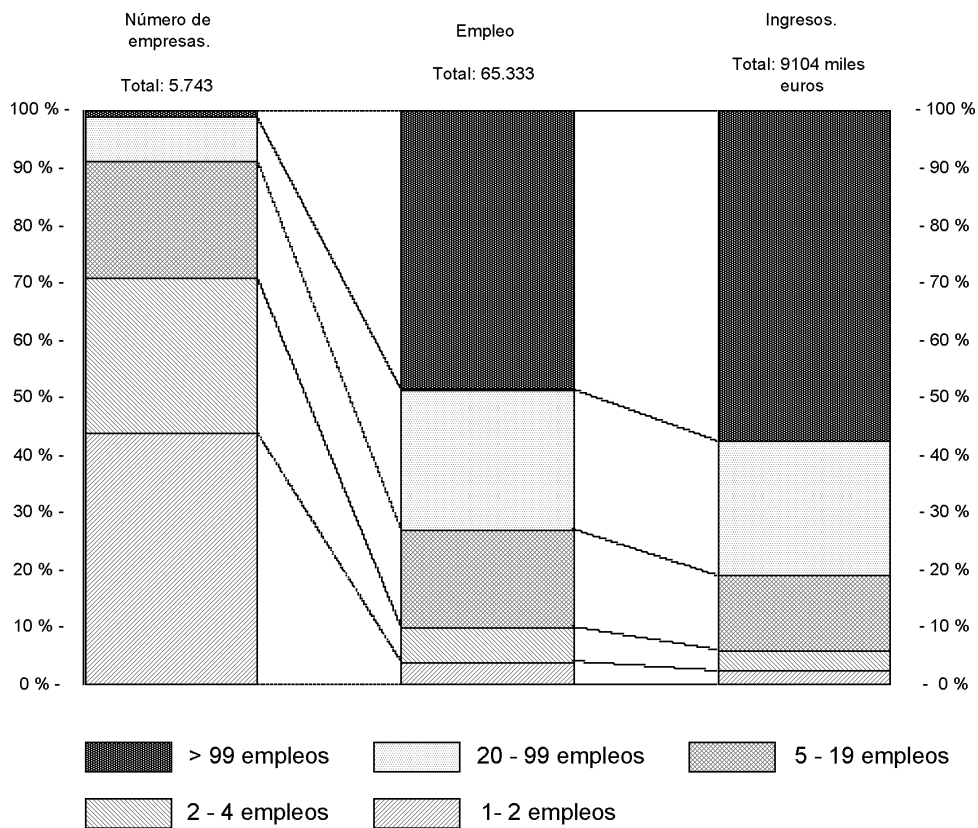 Número de
empresas.
Total: 5.743
Empleo
Total: 65.333
Ingresos.
Total: 9104 miles
euros
100 % -
90 % -
80 % -
70 % -
60 % -
50 % -
40 % -
30 % -
20 % -
10 % -
0 % -
- 100 %
- 90 %
- 80 %
- 70 %
- 60 %
- 50 %
- 40 %
- 30 %
- 20 %
- 10 %
- 0 %
> 99 empleos
20 - 99 empleos
5 - 19 empleos
2 - 4 empleos
1- 2 empleos